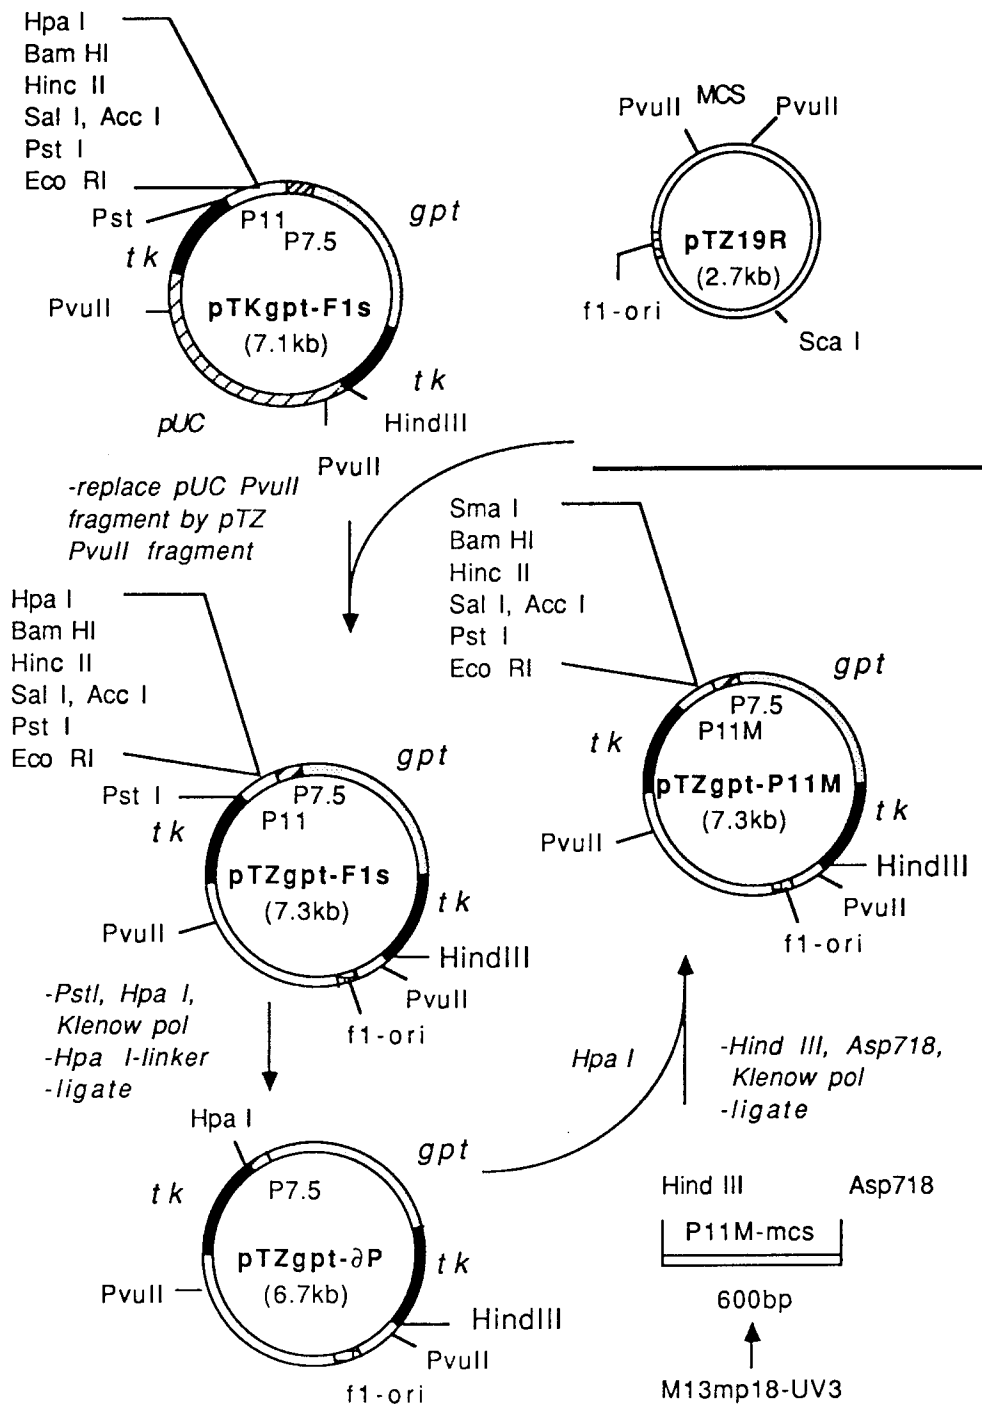 Hpa I
Bam HI
Hinc II
Sal I, Acc I
Pst I
Eco RI
Pst
tk
PvuII
P11
P7.5
gpt
pTKgpt-F1s
(7.1kb)
tk
HindIII
pUC
PvuII
PvuII MCS PvuII
pTZ19R
(2.7kb)
f1-ori
Sca I
-replace pUC PvuII
fragment by pTZ
PvuII fragment
Hpa I
Bam HI
Hinc II
Sal I, Acc I
Pst I
Eco RI
Pst I
tk
P7.5
P11
gpt
pTZgpt-F1s
(7.3kb)
tk
PvuII
HindIII
PvuII
f1-ori
Sma I
Bam HI
Hinc II
Sal I, Acc I
Pst I
Eco RI
gpt
P7.5
P11M
tk
pTZgpt-P11M
(7.3kb)
tk
PvuII
HindIII
PvuII
f1-ori
-PstI, Hpa I,
Klenow pol
-Hpa I-linker
-ligate
Hpa I
gpt
tk
P7.5
pTZgpt-∂P
(6.7kb)
tk
PvuII
HindIII
PvuII
f1-ori
Hpa I
-Hind III, Asp718,
Klenow pol
-ligate
Hind III Asp718
P11M-mcs
600bp
M13mp18-UV3